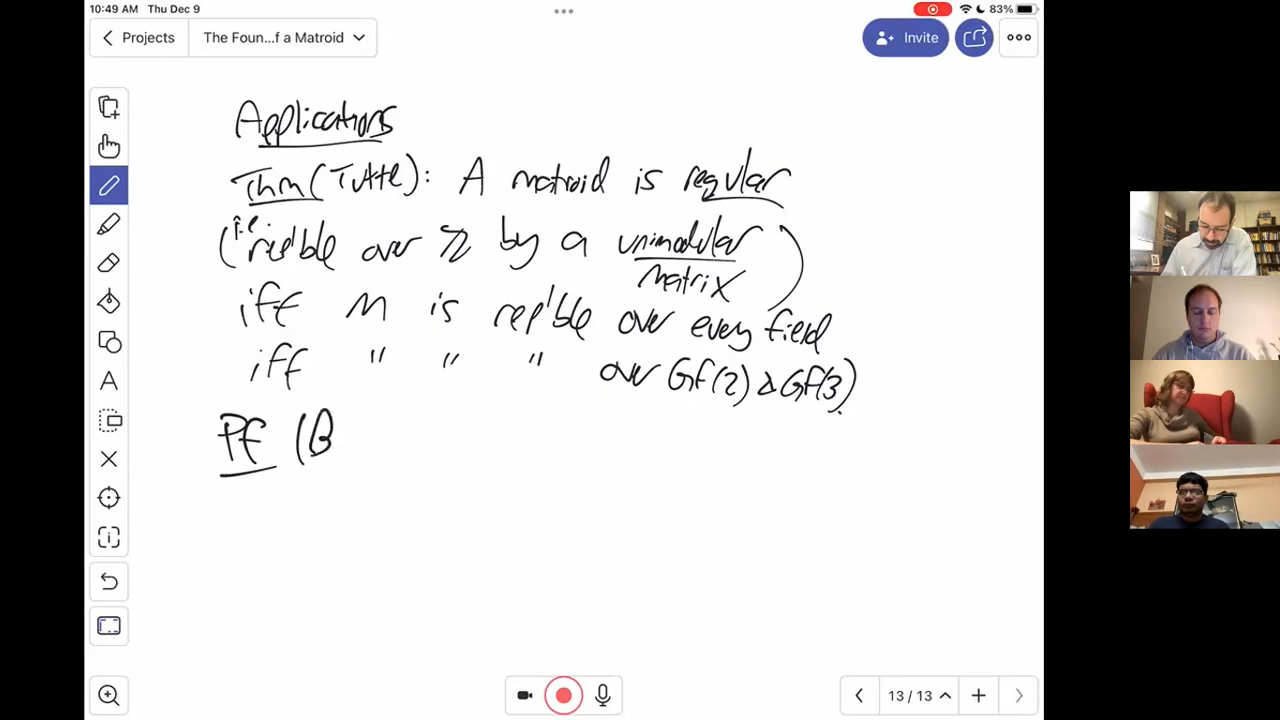 10:49 AM Thu Dec 9
83%
Projects
The Foun...f a Matroid
Invite
Applications
Thm (Tutte): A matroid is regular
(i.e. rep'ble over ℤ by a unimodular
matrix)
iff M is rep'ble over every field
iff " " " over GF(2) & GF(3).
Pf (B
A
13 / 13